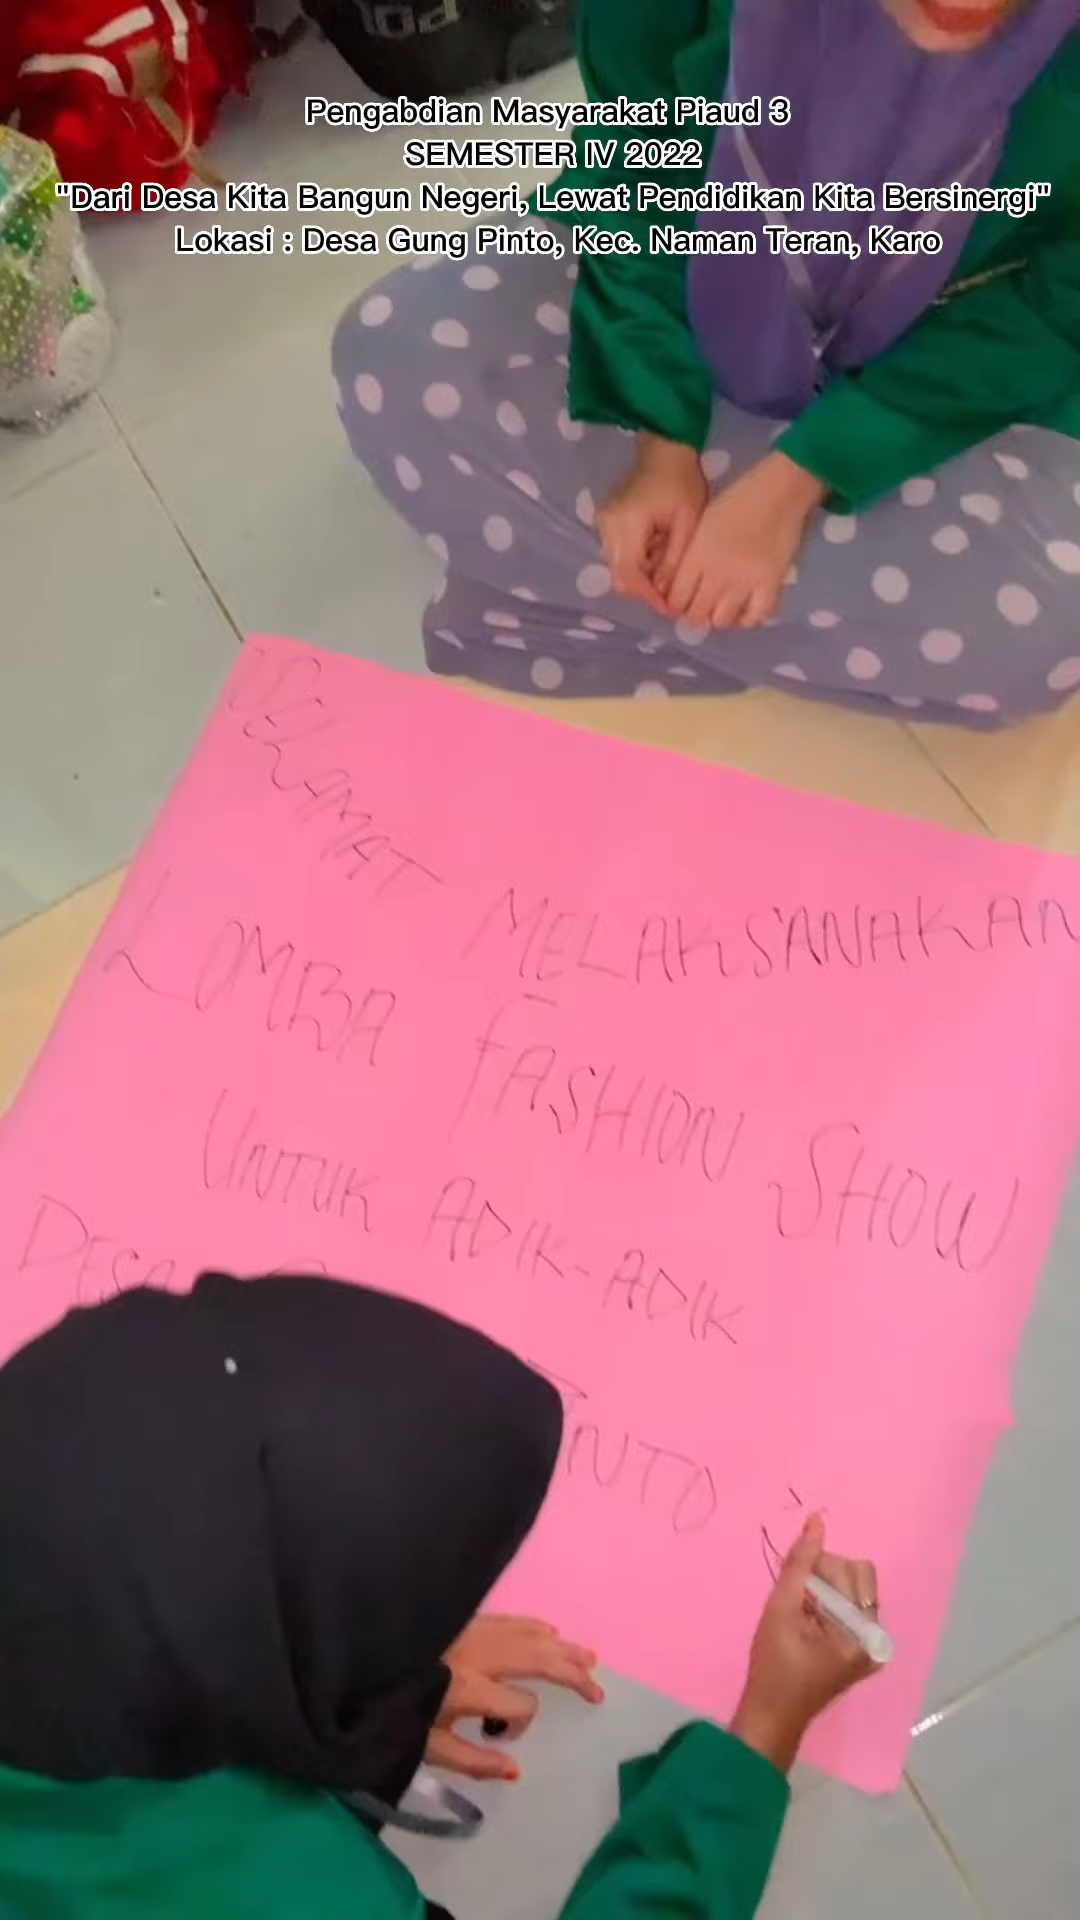 Pengabdian Masyarakat Piaud 3
SEMESTER IV 2022
"Dari Desa Kita Bangun Negeri, Lewat Pendidikan Kita Bersinergi"
Lokasi : Desa Gung Pinto, Kec. Naman Teran, Karo
SELAMAT MELAKSANAKAN
LOMBA FASHION SHOW
UNTUK ADIK-ADIK
DESA